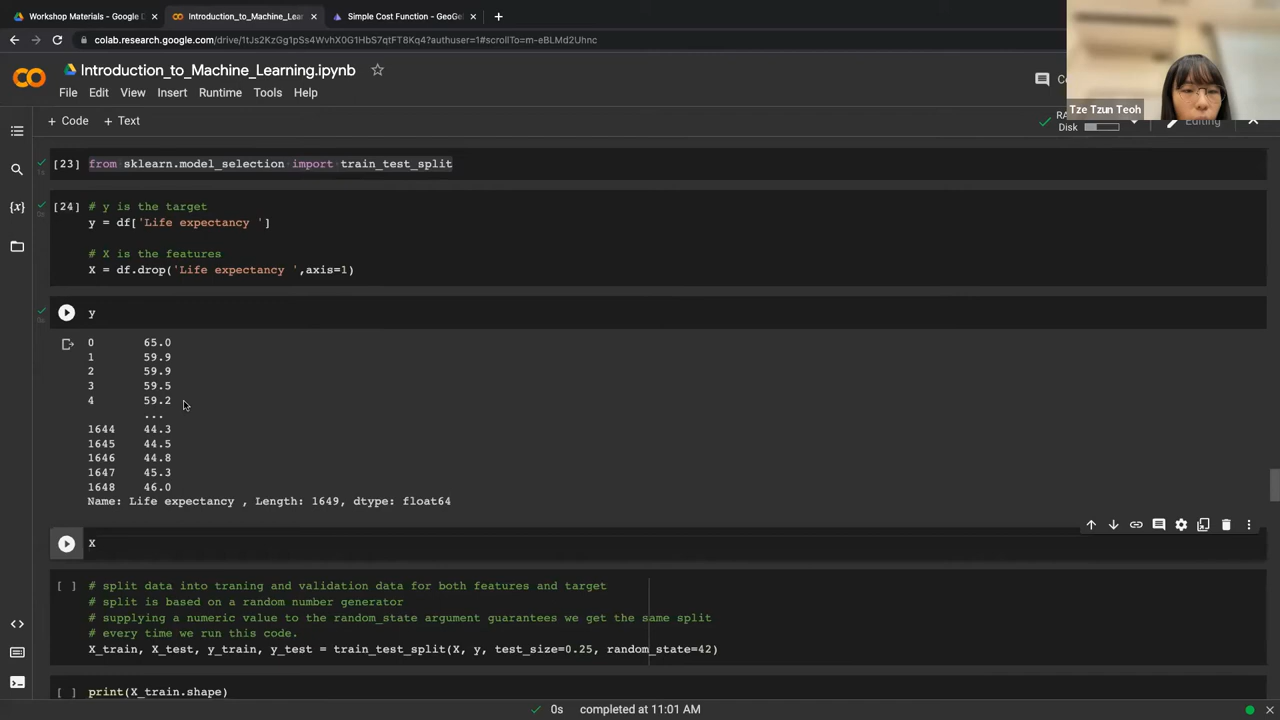 Workshop Materials - Google D
Introduction_to_Machine_Learni
Simple Cost Function - GeoGe
colab.research.google.com/drive/1tJs2KzGg1pSs4WvhX0G1HbS7qtFT8Kq4?authuser=1#scrollTo=m-eBLMd2Uhnc
Introduction_to_Machine_Learning.ipynb
File Edit View Insert Runtime Tools Help
Co
Tze Tzun Teoh
+ Code + Text
RA
Disk
Editing
[23] from sklearn.model_selection import train_test_split
1s
[24] # y is the target
0s
y = df['Life expectancy ']
# X is the features
X = df.drop('Life expectancy ',axis=1)
y
0s
0 65.0
1 59.9
2 59.9
3 59.5
4 59.2
...
1644 44.3
1645 44.5
1646 44.8
1647 45.3
1648 46.0
Name: Life expectancy , Length: 1649, dtype: float64
X
[ ] # split data into traning and validation data for both features and target
# split is based on a random number generator
# supplying a numeric value to the random_state argument guarantees we get the same split
# every time we run this code.
X_train, X_test, y_train, y_test = train_test_split(X, y, test_size=0.25, random_state=42)
[ ] print(X_train.shape)
0s completed at 11:01 AM